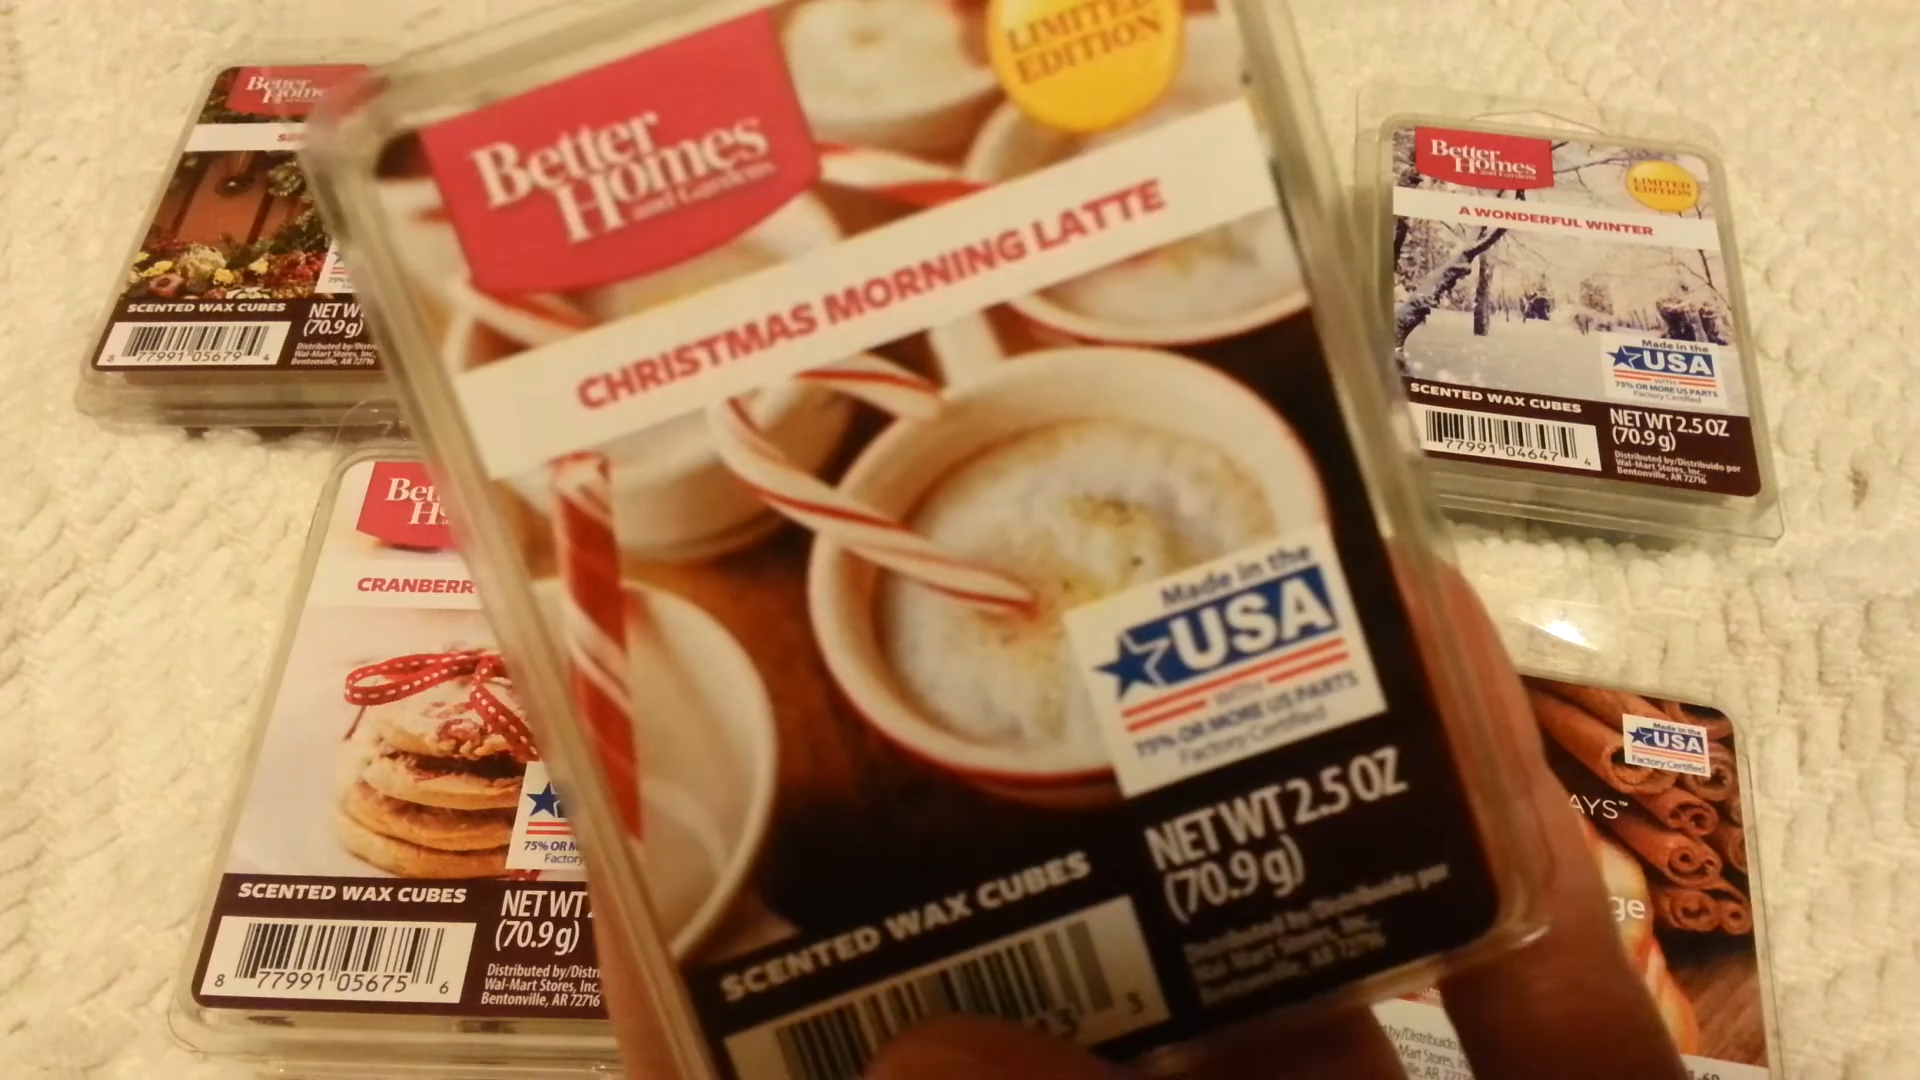 Better
Homes
and Gardens
LIMITED
EDITION
CHRISTMAS MORNING LATTE
Made in the
USA
WITH
75% OR MORE US PARTS
Factory Certified
SCENTED WAX CUBES
NET WT 2.5 OZ
(70.9 g)
Distributed by/Distribuido por
Wal-Mart Stores, Inc.,
Bentonville, AR 72716
Better
SCENTED WAX CUBES
NET W
(70.9 g)
8 77991 05679 4
Distributed by/Distr
Wal-Mart Stores, Inc.
Bentonville, AR 72716
CRANBERR
75% OR M
Factory
SCENTED WAX CUBES
NET WT
(70.9 g)
8 77991 05675 6
Distributed by/Distr
Wal-Mart Stores, Inc
Bentonville, AR 72716
Better
Homes
and Gardens
LIMITED
EDITION
A WONDERFUL WINTER
Made in the
USA
WITH
75% OR MORE US PARTS
Factory Certified
SCENTED WAX CUBES
NET WT 2.5 OZ
(70.9 g)
77991 04647 4
Distributed by/Distribuido por
Wal-Mart Stores, Inc.,
Bentonville, AR 72716
Made in the
USA
Factory Certified
AYS™
ge